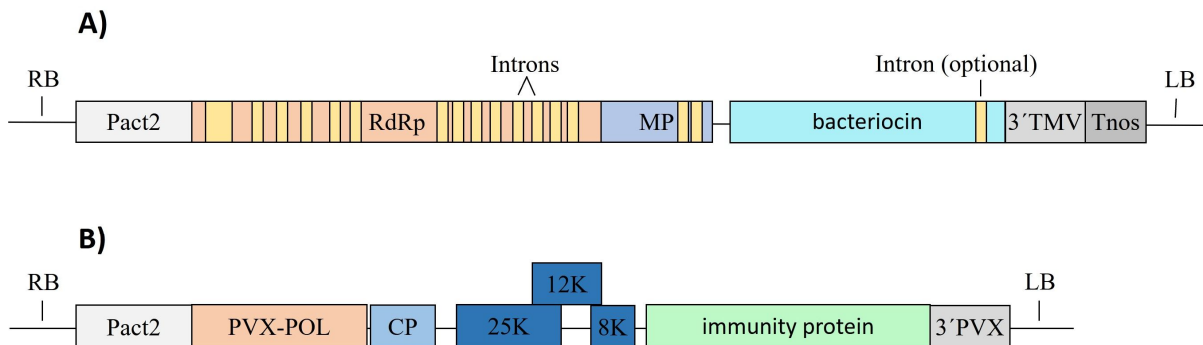 A)
RB
Introns
Intron (optional)
LB
Pact2
RdRp
MP
bacteriocin
3´TMV
Tnos
B)
RB
LB
12K
Pact2
PVX-POL
CP
25K
8K
immunity protein
3´PVX